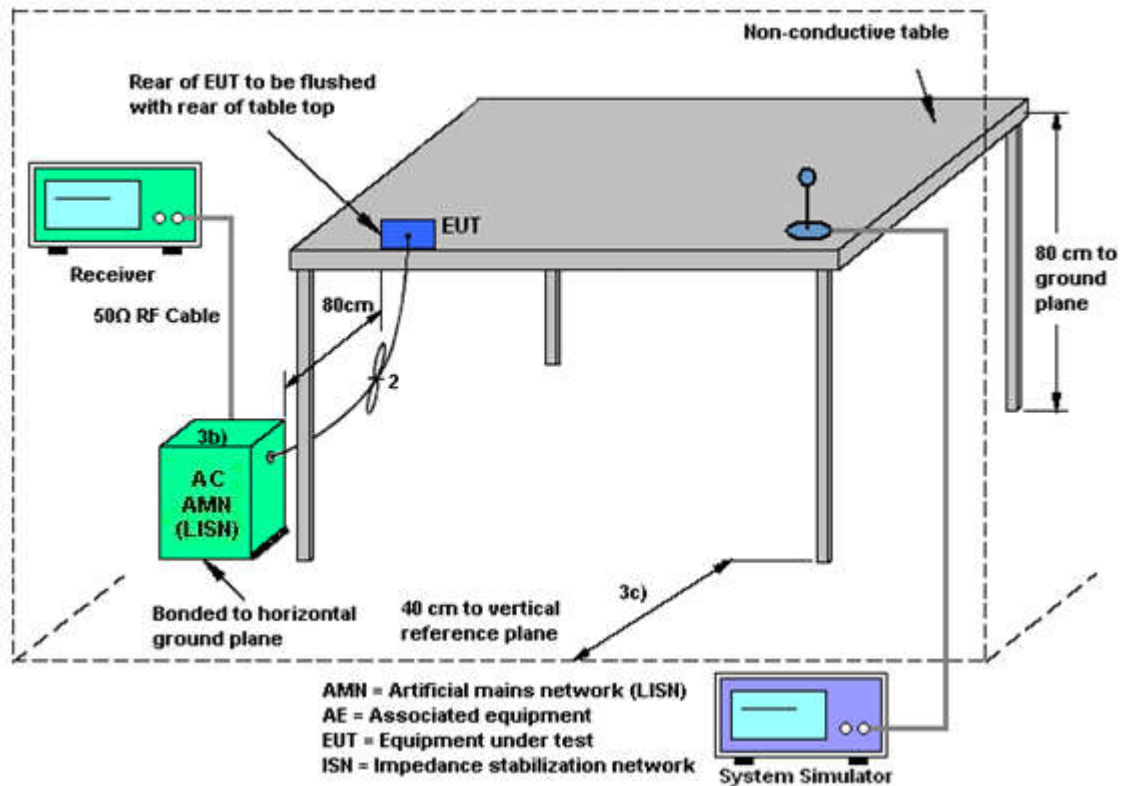 Non-conductive table
Rear of EUT to be flushed
with rear of table top
EUT
Receiver
80cm
80 cm to
ground
plane
50Ω RF Cable
2
3b)
AC
AMN
(LISN)
3c)
Bonded to horizontal
ground plane
40 cm to vertical
reference plane
AMN = Artificial mains network (LISN)
AE = Associated equipment
EUT = Equipment under test
ISN = Impedance stabilization network
System Simulator